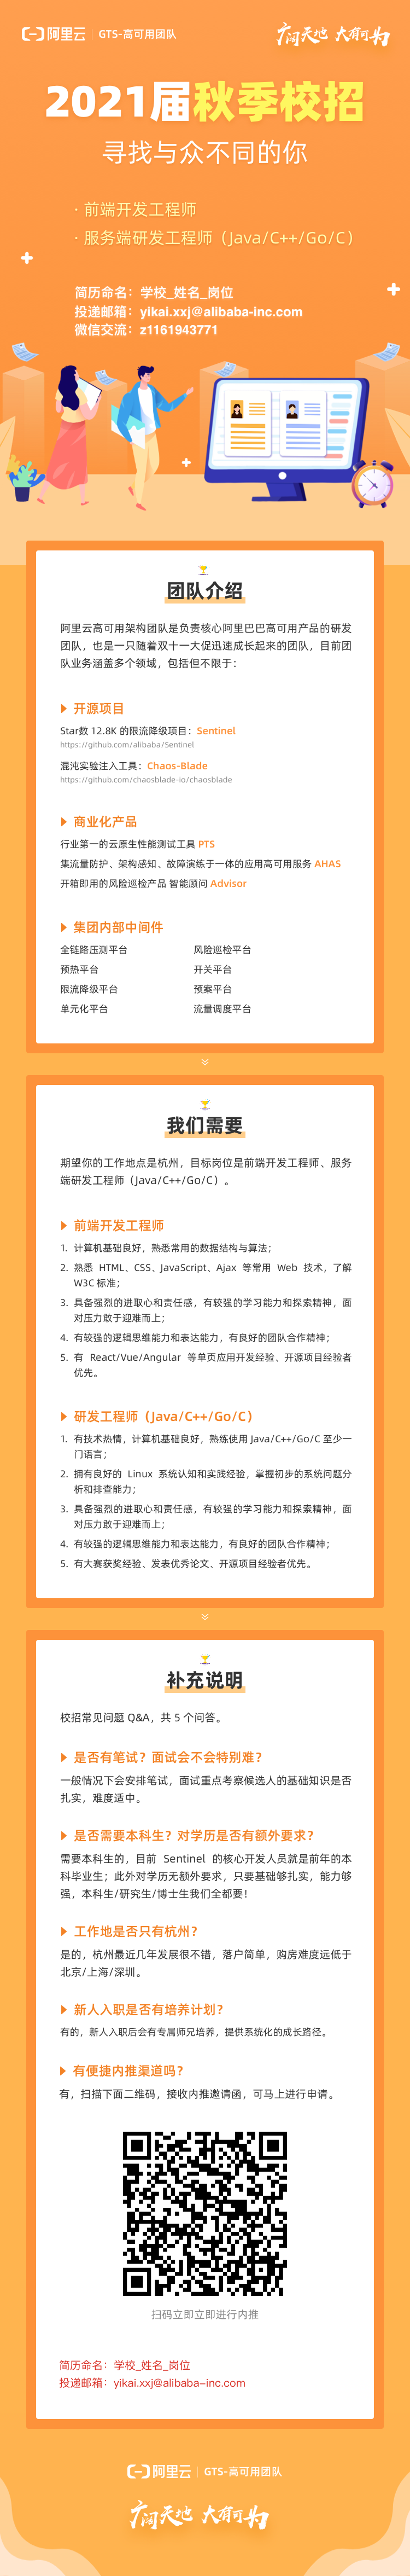 阿里云 | GTS-高可用团队
广阔天地 大有可为
2021届秋季校招
寻找与众不同的你
· 前端开发工程师
· 服务端研发工程师（Java/C++/Go/C）
简历命名：学校_姓名_岗位
投递邮箱：yikai.xxj@alibaba-inc.com
微信交流：z1161943771
团队介绍
阿里云高可用架构团队是负责核心阿里巴巴高可用产品的研发
团队，也是一只随着双十一大促迅速成长起来的团队，目前团
队业务涵盖多个领域，包括但不限于：
开源项目
Star数 12.8K 的限流降级项目：Sentinel
https://github.com/alibaba/Sentinel
混沌实验注入工具：Chaos-Blade
https://github.com/chaosblade-io/chaosblade
商业化产品
行业第一的云原生性能测试工具 PTS
集流量防护、架构感知、故障演练于一体的应用高可用服务 AHAS
开箱即用的风险巡检产品 智能顾问 Advisor
集团内部中间件
全链路压测平台 风险巡检平台
预热平台 开关平台
限流降级平台 预案平台
单元化平台 流量调度平台
我们需要
期望你的工作地点是杭州，目标岗位是前端开发工程师、服务
端研发工程师（Java/C++/Go/C）。
前端开发工程师
1. 计算机基础良好，熟悉常用的数据结构与算法；
2. 熟悉 HTML、CSS、JavaScript、Ajax 等常用 Web 技术，了解
W3C 标准；
3. 具备强烈的进取心和责任感，有较强的学习能力和探索精神，面
对压力敢于迎难而上；
4. 有较强的逻辑思维能力和表达能力，有良好的团队合作精神；
5. 有 React/Vue/Angular 等单页应用开发经验、开源项目经验者
优先。
研发工程师（Java/C++/Go/C）
1. 有技术热情，计算机基础良好，熟练使用 Java/C++/Go/C 至少一
门语言；
2. 拥有良好的 Linux 系统认知和实践经验，掌握初步的系统问题分
析和排查能力；
3. 具备强烈的进取心和责任感，有较强的学习能力和探索精神，面
对压力敢于迎难而上；
4. 有较强的逻辑思维能力和表达能力，有良好的团队合作精神；
5. 有大赛获奖经验、发表优秀论文、开源项目经验者优先。
补充说明
校招常见问题 Q&A，共 5 个问答。
是否有笔试？面试会不会特别难？
一般情况下会安排笔试，面试重点考察候选人的基础知识是否
扎实，难度适中。
是否需要本科生？对学历是否有额外要求？
需要本科生的，目前 Sentinel 的核心开发人员就是前年的本
科毕业生；此外对学历无额外要求，只要基础够扎实，能力够
强，本科生/研究生/博士生我们全都要！
工作地是否只有杭州？
是的，杭州最近几年发展很不错，落户简单，购房难度远低于
北京/上海/深圳。
新人入职是否有培养计划？
有的，新人入职后会有专属师兄培养，提供系统化的成长路径。
有便捷内推渠道吗？
有，扫描下面二维码，接收内推邀请函，可马上进行申请。
扫码立即立即进行内推
简历命名：学校_姓名_岗位
投递邮箱：yikai.xxj@alibaba-inc.com
阿里云 | GTS-高可用团队
广阔天地 大有可为